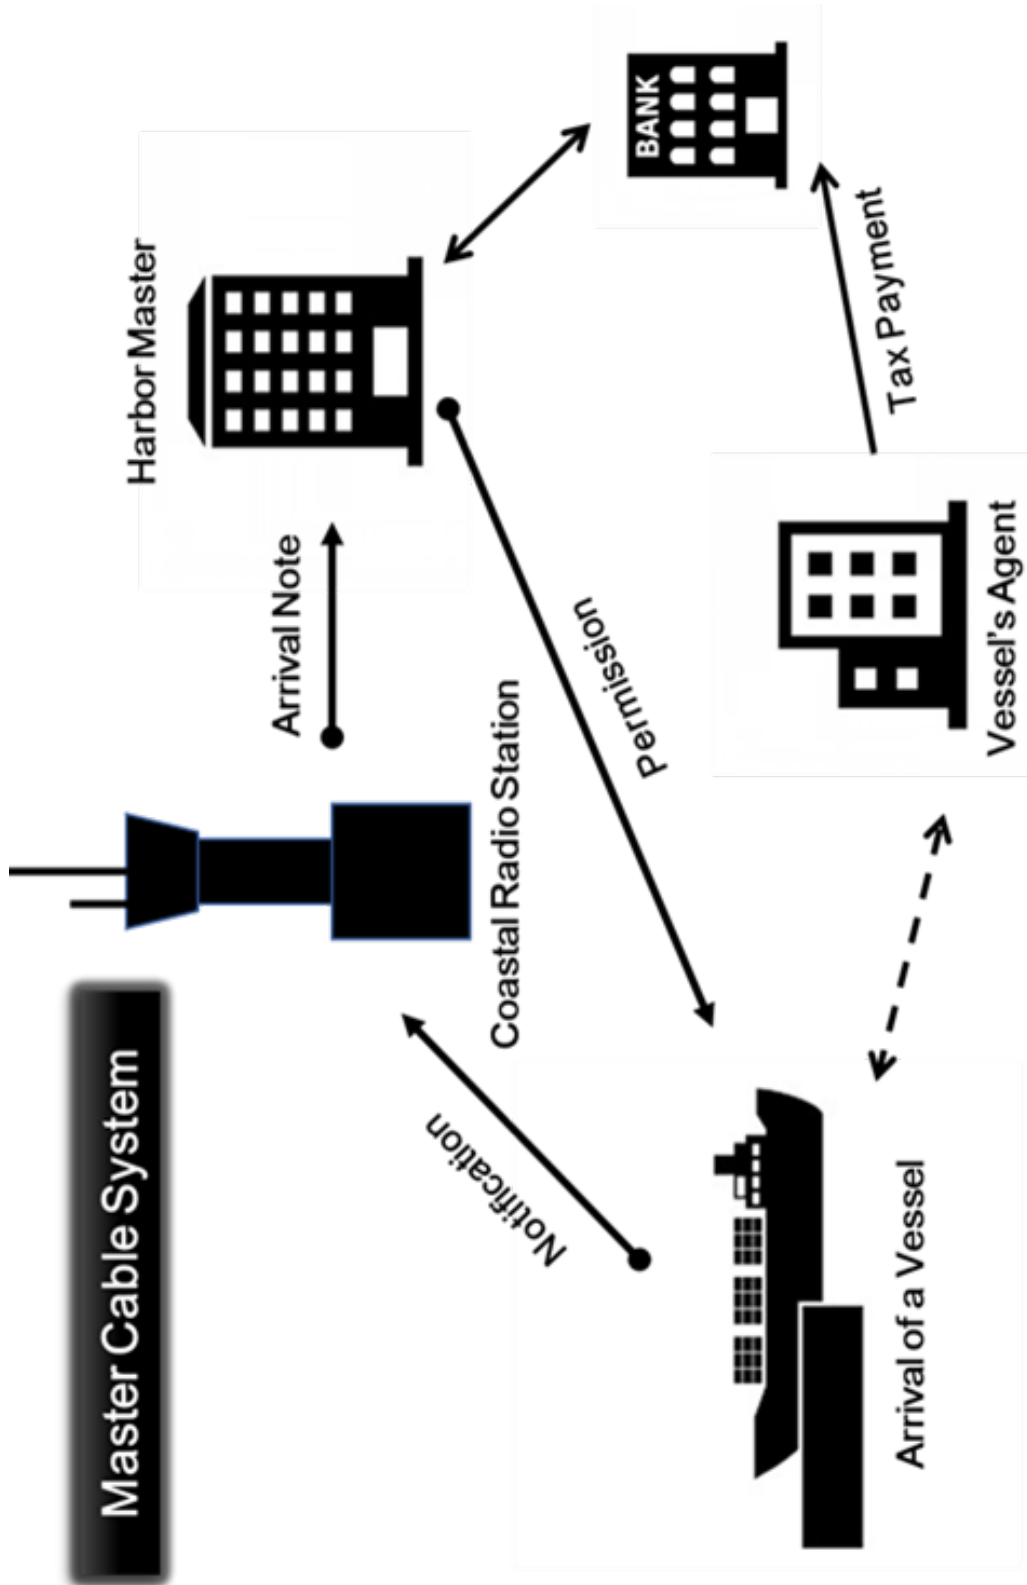 Master Cable System
Harbor Master
Arrival Note
Coastal Radio Station
Notification
Permission
BANK
Tax Payment
Vessel's Agent
Arrival of a Vessel